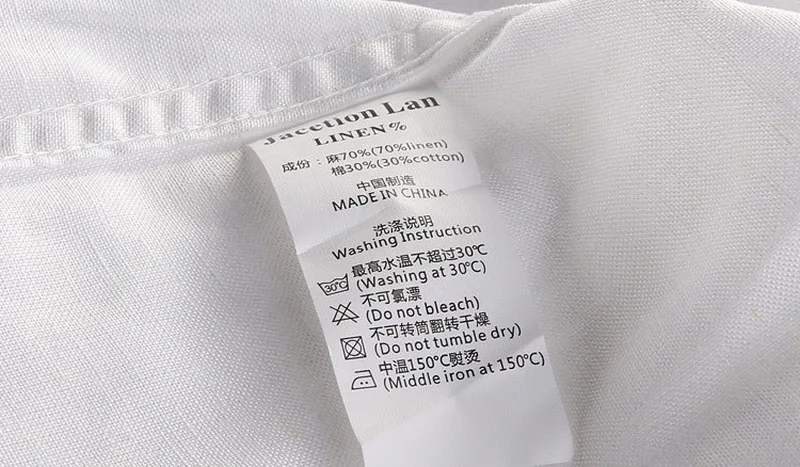 Jacetion Lan
LINEN%
成份：麻70%(70%linen)
棉30%(30%cotton)
中国制造
MADE IN CHINA
洗涤说明
Washing Instruction
最高水温不超过30℃
30℃ (Washing at 30℃)
不可氯漂
(Do not bleach)
不可转筒翻转干燥
(Do not tumble dry)
中温150℃熨烫
(Middle iron at 150℃)